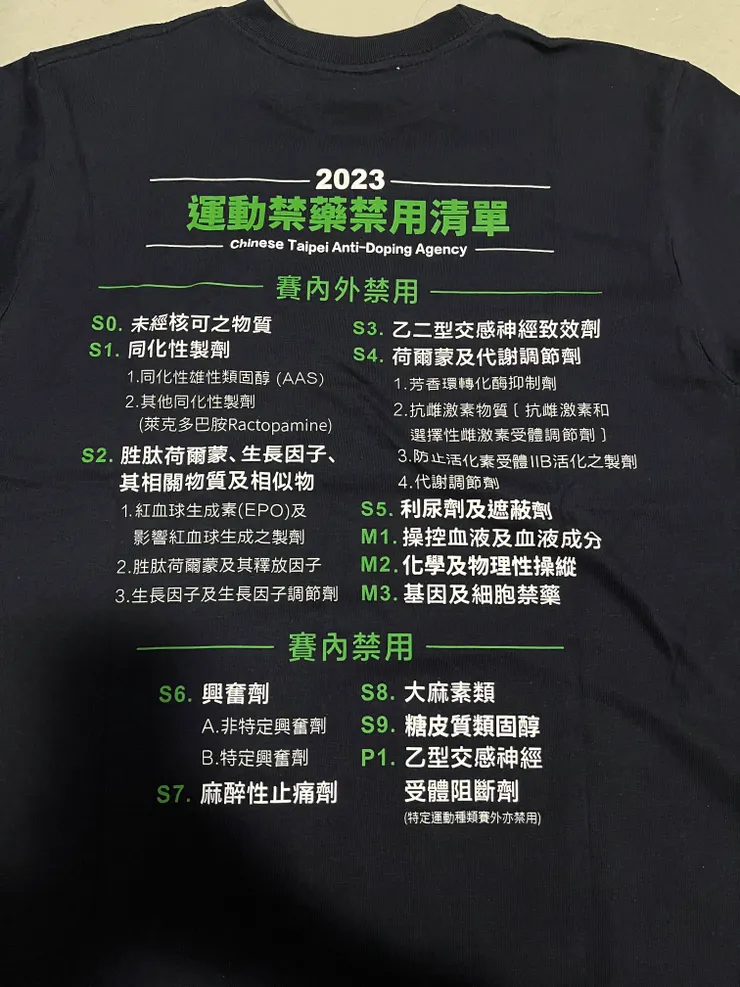 2023
運動禁藥禁用清單
Chinese Taipei Anti-Doping Agency
賽內外禁用
S0. 未經核可之物質
S1. 同化性製劑
1.同化性雄性類固醇 (AAS)
2.其他同化性製劑
(萊克多巴胺Ractopamine)
S2. 胜肽荷爾蒙、生長因子、
其相關物質及相似物
1.紅血球生成素(EPO)及
影響紅血球生成之製劑
2.胜肽荷爾蒙及其釋放因子
3.生長因子及生長因子調節劑
S3. 乙二型交感神經致效劑
S4. 荷爾蒙及代謝調節劑
1.芳香環轉化酶抑制劑
2.抗雌激素物質〔抗雌激素和
選擇性雌激素受體調節劑〕
3.防止活化素受體IIB活化之製劑
4.代謝調節劑
S5. 利尿劑及遮蔽劑
M1. 操控血液及血液成分
M2. 化學及物理性操縱
M3. 基因及細胞禁藥
賽內禁用
S6. 興奮劑
A.非特定興奮劑
B.特定興奮劑
S7. 麻醉性止痛劑
S8. 大麻素類
S9. 糖皮質類固醇
P1. 乙型交感神經
受體阻斷劑
(特定運動種類賽外亦禁用)